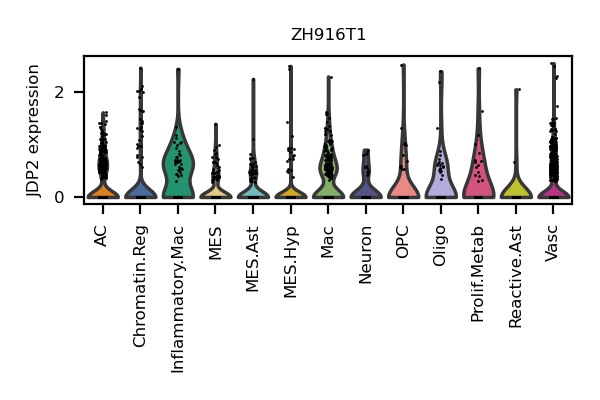 ZH916T1
JDP2 expression
2
0
AC
Chromatin.Reg
Inflammatory.Mac
MES
MES.Ast
MES.Hyp
Mac
Neuron
OPC
Oligo
Prolif.Metab
Reactive.Ast
Vasc